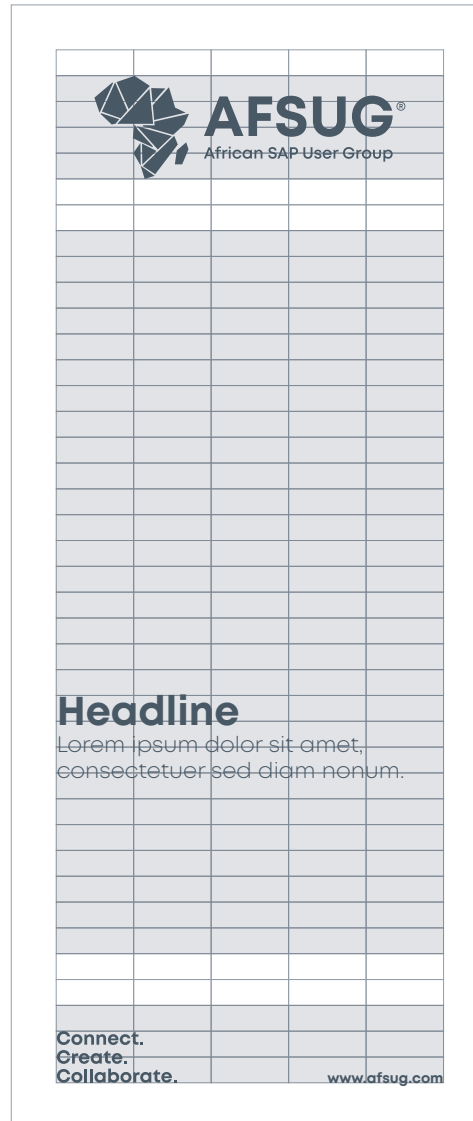 AFSUG®
African SAP User Group
Headline
Lorem ipsum dolor sit amet,
consectetuer sed diam nonum.
Connect.
Create.
Collaborate.
www.afsug.com